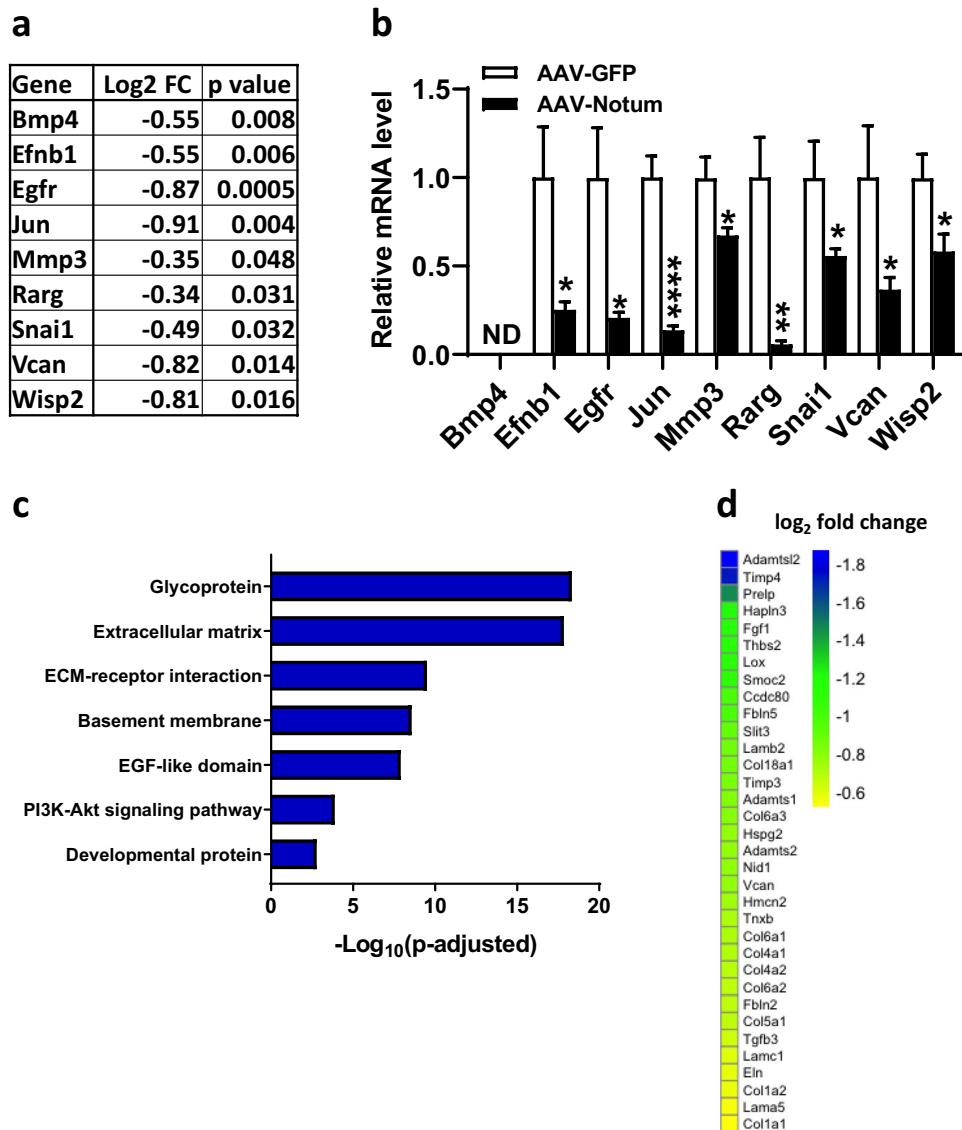 a
Gene Log2 FC p value
Bmp4 -0.55 0.008
Efnb1 -0.55 0.006
Egfr -0.87 0.0005
Jun -0.91 0.004
Mmp3 -0.35 0.048
Rarg -0.34 0.031
Snai1 -0.49 0.032
Vcan -0.82 0.014
Wisp2 -0.81 0.016
b
AAV-GFP
AAV-Notum
Relative mRNA level
1.5
1.0
0.5
0.0
ND
*
*
****
*
**
*
*
*
Bmp4
Efnb1
Egfr
Jun
Mmp3
Rarg
Snai1
Vcan
Wisp2
c
Glycoprotein
Extracellular matrix
ECM-receptor interaction
Basement membrane
EGF-like domain
PI3K-Akt signaling pathway
Developmental protein
0 5 10 15 20
-Log10(p-adjusted)
d
log2 fold change
Adamtsl2
Timp4
Prelp
Hapln3
Fgf1
Thbs2
Lox
Smoc2
Ccdc80
Fbln5
Slit3
Lamb2
Col18a1
Timp3
Adamts1
Col6a3
Hspg2
Adamts2
Nid1
Vcan
Hmcn2
Tnxb
Col6a1
Col4a1
Col4a2
Col6a2
Fbln2
Col5a1
Tgfb3
Lamc1
Eln
Col1a2
Lama5
Col1a1
-1.8
-1.6
-1.4
-1.2
-1
-0.8
-0.6